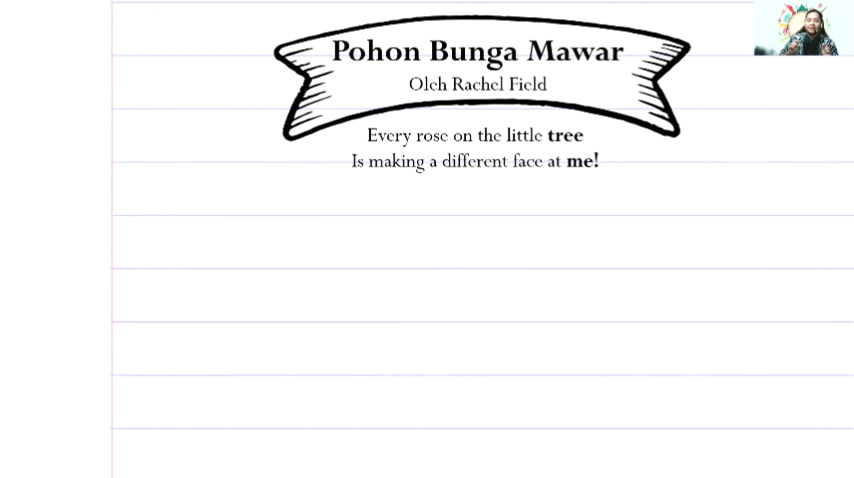 Pohon Bunga Mawar
Oleh Rachel Field
Every rose on the little tree
Is making a different face at me!